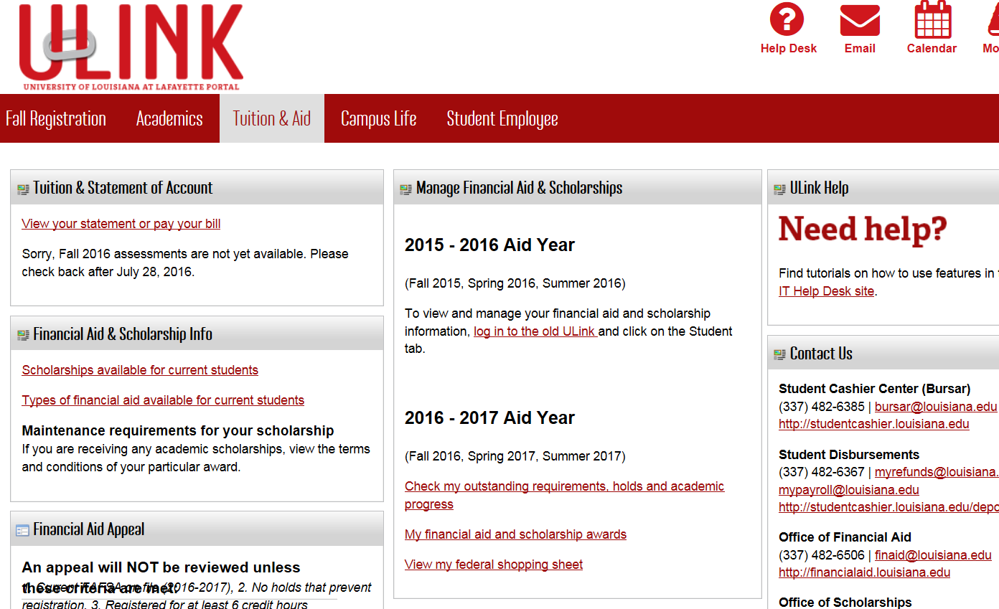 ULINK
UNIVERSITY OF LOUISIANA AT LAFAYETTE PORTAL
Help Desk
Email
Calendar
Mo
Fall Registration
Academics
Tuition & Aid
Campus Life
Student Employee
Tuition & Statement of Account
View your statement or pay your bill
Sorry, Fall 2016 assessments are not yet available. Please
check back after July 28, 2016.
Financial Aid & Scholarship Info
Scholarships available for current students
Types of financial aid available for current students
Maintenance requirements for your scholarship
If you are receiving any academic scholarships, view the terms
and conditions of your particular award.
Financial Aid Appeal
An appeal will NOT be reviewed unless
these criteria are met:
1. Current FAFSA on file (2016-2017), 2. No holds that prevent
registration, 3. Registered for at least 6 credit hours
Manage Financial Aid & Scholarships
2015 - 2016 Aid Year
(Fall 2015, Spring 2016, Summer 2016)
To view and manage your financial aid and scholarship
information, log in to the old ULink and click on the Student
tab.
2016 - 2017 Aid Year
(Fall 2016, Spring 2017, Summer 2017)
Check my outstanding requirements, holds and academic
progress
My financial aid and scholarship awards
View my federal shopping sheet
ULink Help
Need help?
Find tutorials on how to use features in
IT Help Desk site.
Contact Us
Student Cashier Center (Bursar)
(337) 482-6385 | bursar@louisiana.edu
http://studentcashier.louisiana.edu
Student Disbursements
(337) 482-6367 | myrefunds@louisiana.
mypayroll@louisiana.edu
http://studentcashier.louisiana.edu/depo
Office of Financial Aid
(337) 482-6506 | finaid@louisiana.edu
http://financialaid.louisiana.edu
Office of Scholarships